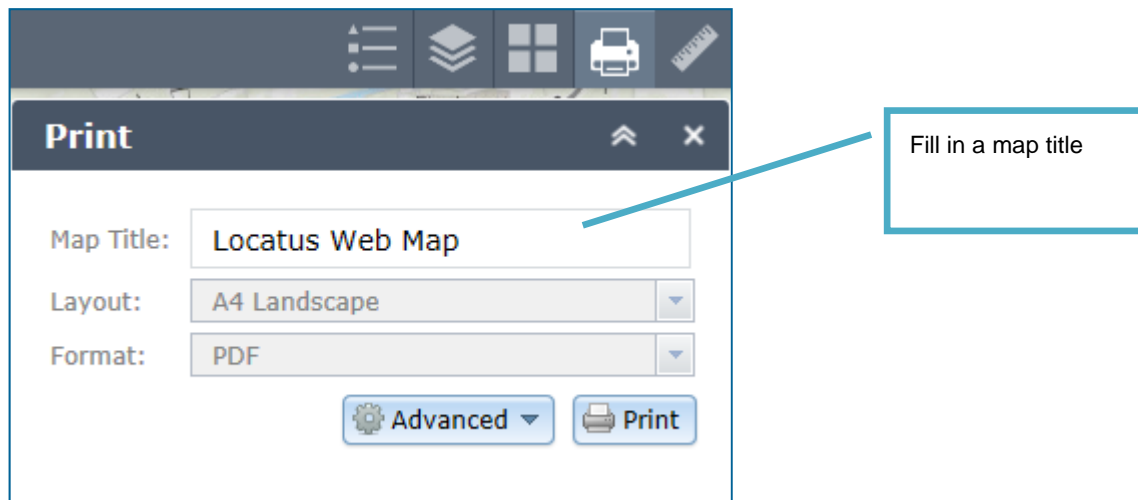 Print
Fill in a map title
Map Title: Locatus Web Map
Layout: A4 Landscape
Format: PDF
Advanced Print